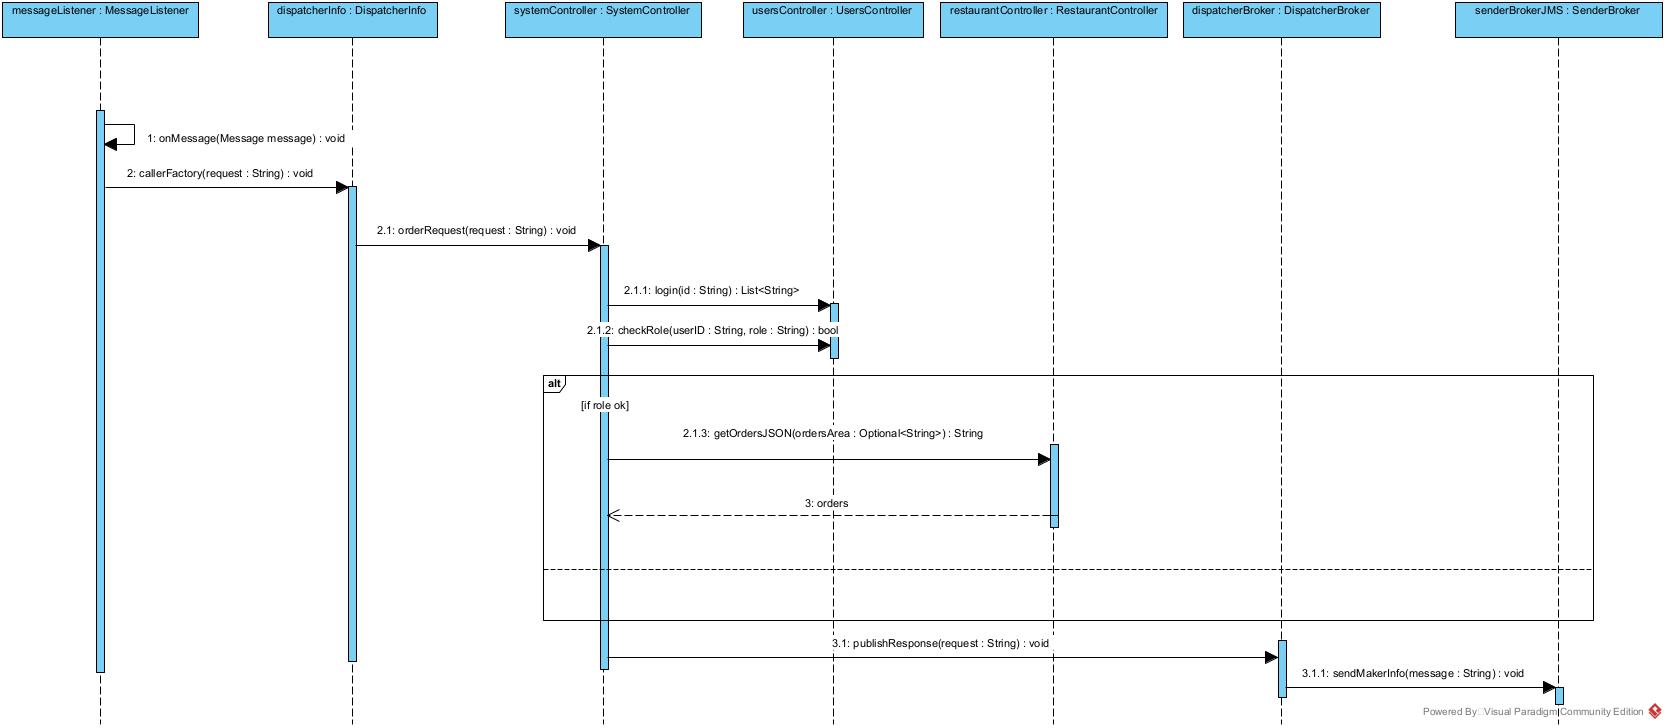 messageListener : MessageListener
dispatcherInfo : DispatcherInfo
systemController : SystemController
usersController : UsersController
restaurantController : RestaurantController
dispatcherBroker : DispatcherBroker
senderBrokerJMS : SenderBroker
1: onMessage(Message message) : void
2: callerFactory(request : String) : void
2.1: orderRequest(request : String) : void
2.1.1: login(id : String) : List<String>
2.1.2: checkRole(userID : String, role : String) : bool
alt
[if role ok]
2.1.3: getOrdersJSON(ordersArea : Optional<String>) : String
3: orders
3.1: publishResponse(request : String) : void
3.1.1: sendMakerInfo(message : String) : void
Powered By Visual Paradigm Community Edition